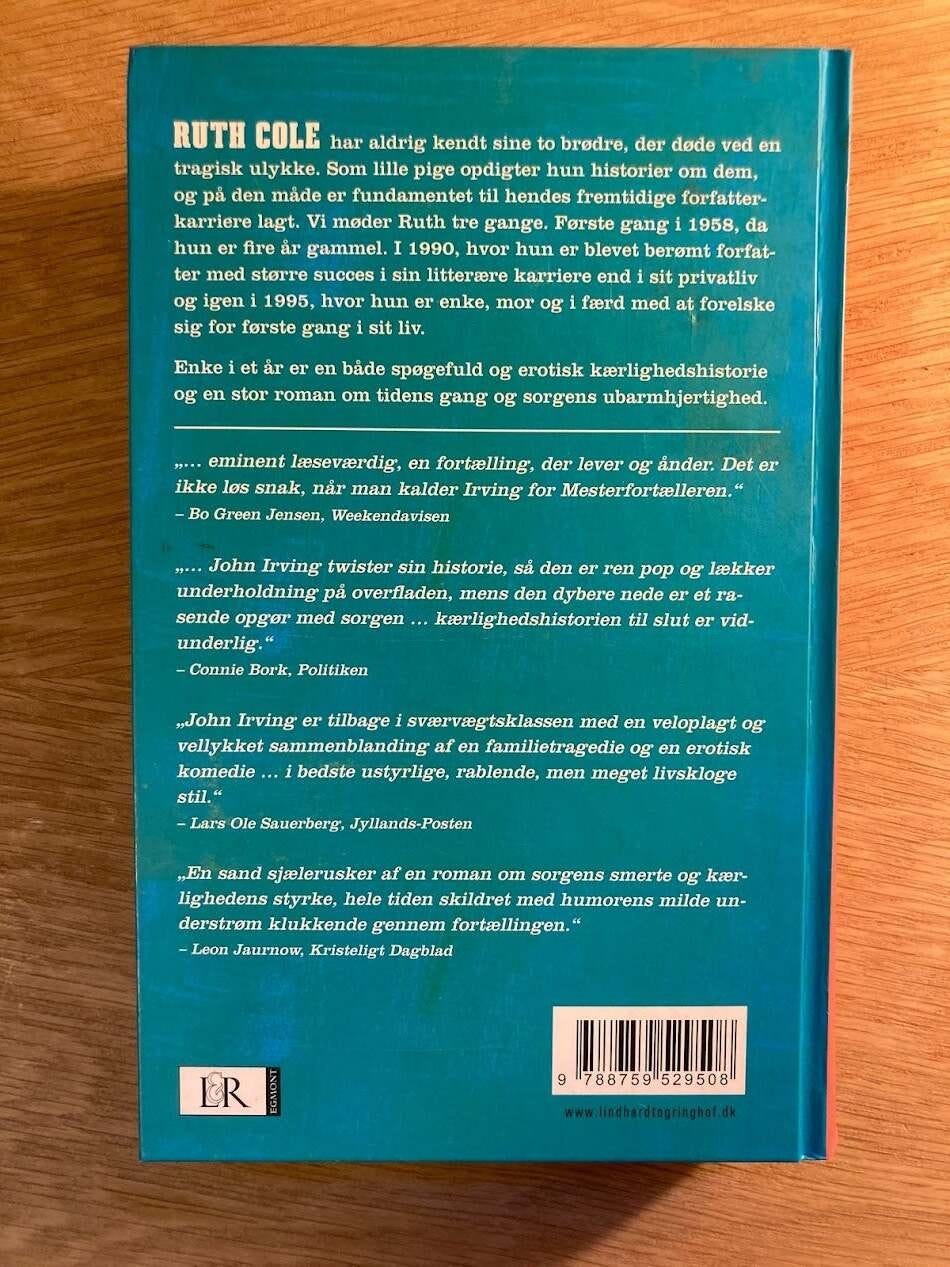 RUTH COLE har aldrig kendt sine to brødre, der døde ved en
tragisk ulykke. Som lille pige opdigter hun historier om dem,
og på den måde er fundamentet til hendes fremtidige forfatter-
karriere lagt. Vi møder Ruth tre gange. Første gang i 1958, da
hun er fire år gammel. I 1990, hvor hun er blevet berømt forfat-
ter med større succes i sin litterære karriere end i sit privatliv
og igen i 1995, hvor hun er enke, mor og i færd med at forelske
sig for første gang i sit liv.
Enke i et år er en både spøgefuld og erotisk kærlighedshistorie
og en stor roman om tidens gang og sorgens ubarmhjertighed.
„... eminent læseværdig, en fortælling, der lever og ånder. Det er
ikke løs snak, når man kalder Irving for Mesterfortælleren.“
– Bo Green Jensen, Weekendavisen
„... John Irving twister sin historie, så den er ren pop og lækker
underholdning på overfladen, mens den dybere nede er et ra-
sende opgør med sorgen ... kærlighedshistorien til slut er vid-
underlig.“
– Connie Bork, Politiken
„John Irving er tilbage i sværvægtsklassen med en veloplagt og
vellykket sammenblanding af en familietragedie og en erotisk
komedie ... i bedste ustyrlige, rablende, men meget livskloge
stil.“
– Lars Ole Sauerberg, Jyllands-Posten
„En sand sjælerusker af en roman om sorgens smerte og kær-
lighedens styrke, hele tiden skildret med humorens milde un-
derstrøm klukkende gennem fortællingen.“
– Leon Jaurnow, Kristeligt Dagblad
L&R
EGMONT
9 788759 529508
www.lindhardtogringhof.dk